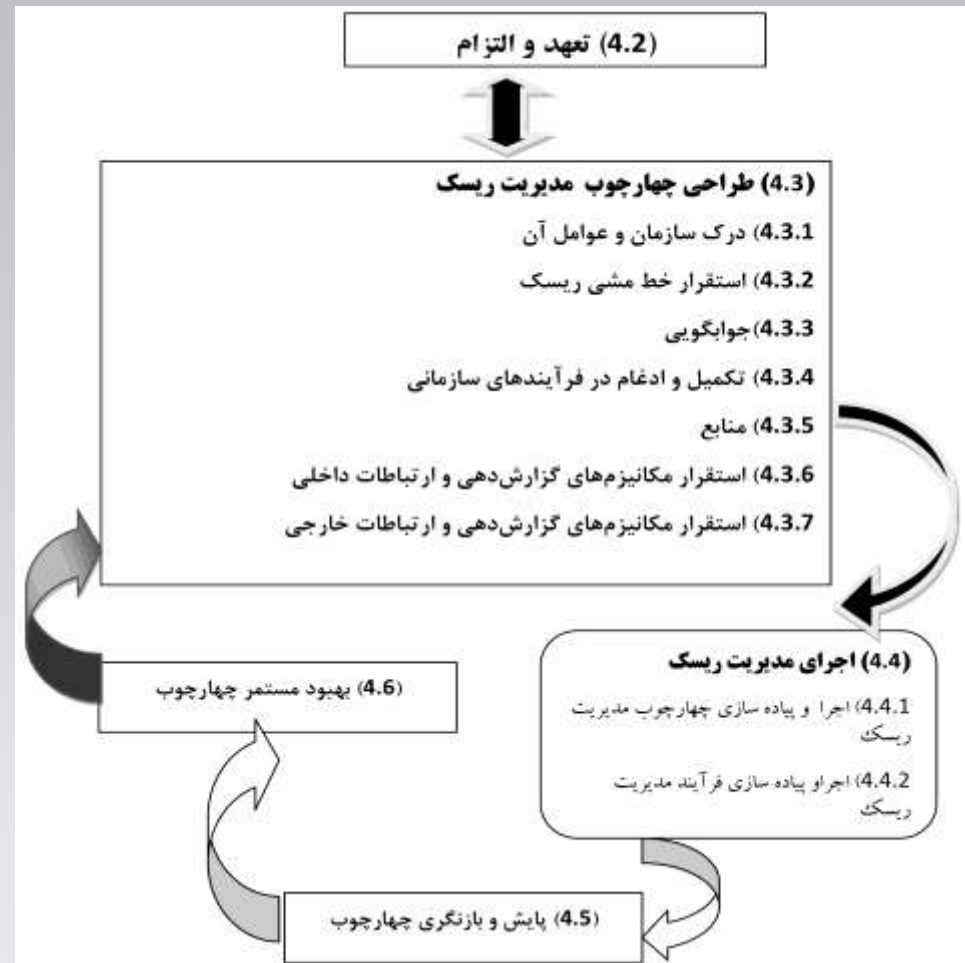 (4.2) تعهد و التزام
(4.3) طراحی چهارچوب مدیریت ریسک
4.3.1) درک سازمان و عوامل آن
4.3.2) استقرار خط مشی ریسک
4.3.3)جوابگویی
4.3.4) تکمیل و ادغام در فرآیندهای سازمانی
4.3.5) منابع
4.3.6) استقرار مکانیزم‌های گزارش‌دهی و ارتباطات داخلی
4.3.7) استقرار مکانیزم‌های گزارش‌دهی و ارتباطات خارجی
(4.4) اجرای مدیریت ریسک
4.4.1) اجرا و پیاده سازی چهارچوب مدیریت
ریسک
4.4.2) اجراو پیاده سازی فرآیند مدیریت
ریسک
(4.5) پایش و بازنگری چهارچوب
(4.6) بهبود مستمر چهارچوب